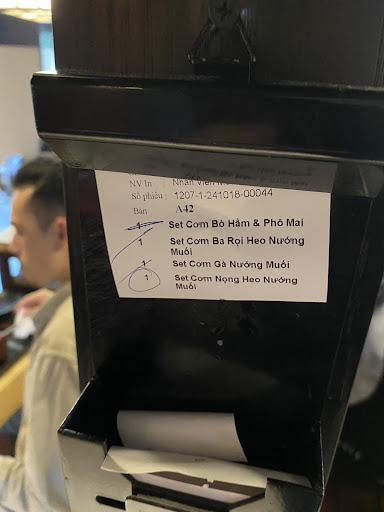 NV In : Nhân Viên
Số phiếu : 1207-1-241018-00044
Bàn A42
Set Cơm Bò Hầm & Phô Mai
1 Set Cơm Ba Rọi Heo Nướng
Muối
1 Set Cơm Gà Nướng Muối
1 Set Cơm Nọng Heo Nướng
Muối